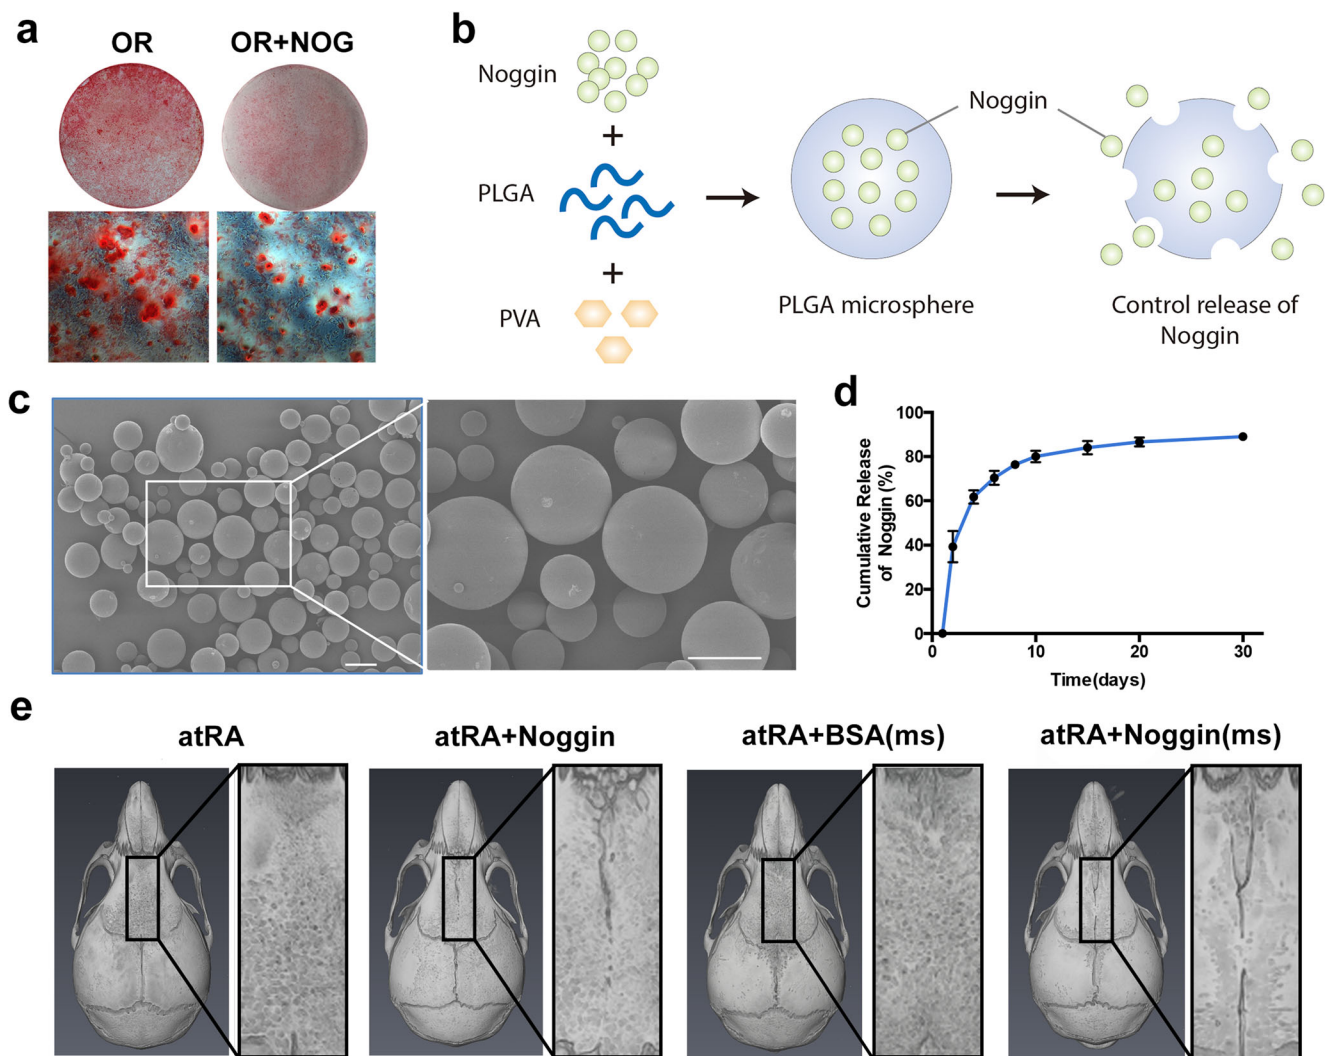 a
OR
OR+NOG
b
Noggin
+
PLGA
+
PVA
Noggin
PLGA microsphere
Control release of
Noggin
c
d
100
80
60
40
20
0
Cumulative Release
of Noggin (%)
0
10
20
30
Time(days)
e
atRA
atRA+Noggin
atRA+BSA(ms)
atRA+Noggin(ms)